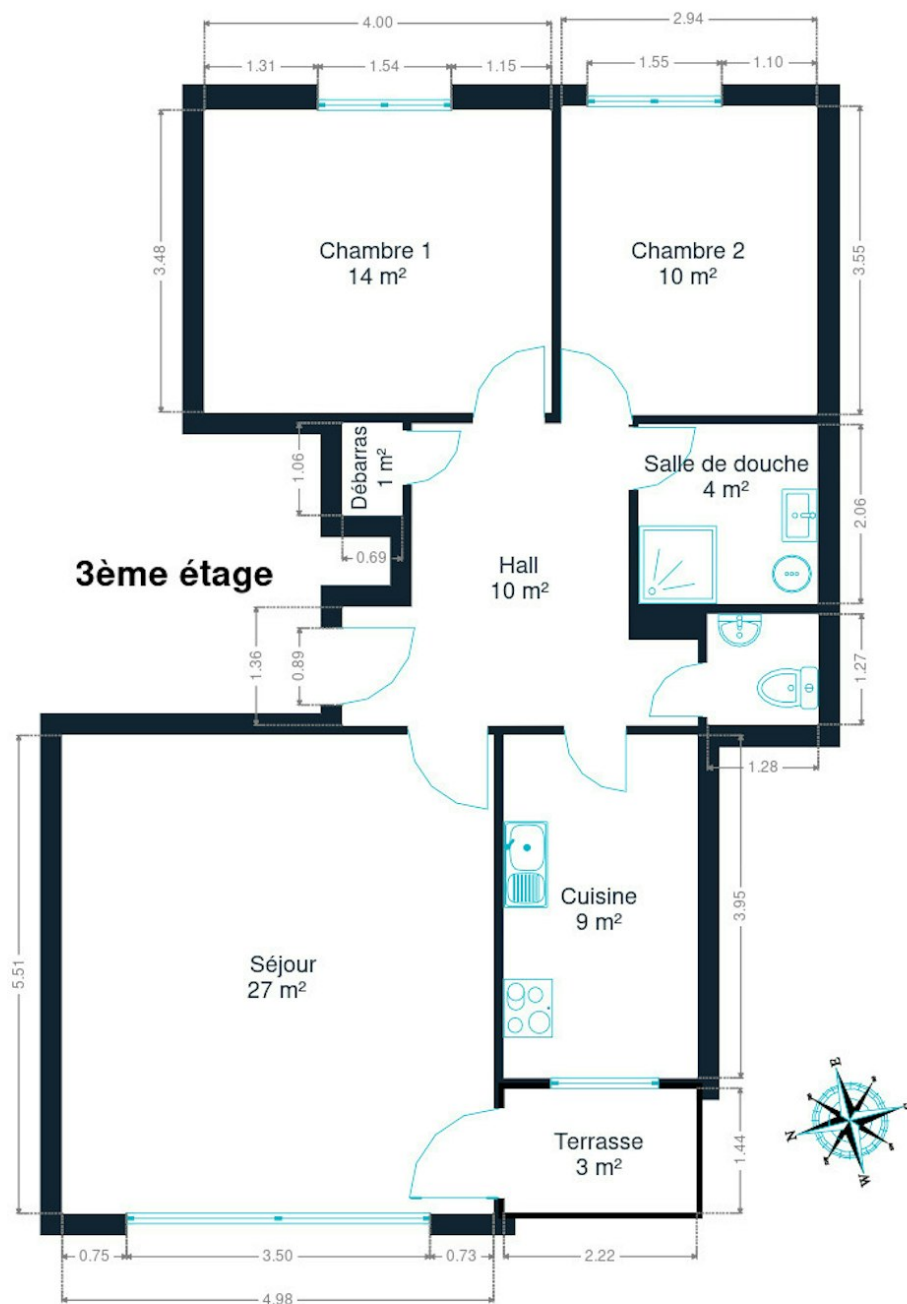 4.00
2.94
1.31
1.54
1.15
1.55
1.10
3.48
3.55
Chambre 1
14 m²
Chambre 2
10 m²
1.06
Débarras
1 m²
Salle de douche
4 m²
2.06
0.69
3ème étage
Hall
10 m²
1.36
0.89
1.27
1.28
5.51
Séjour
27 m²
Cuisine
9 m²
3.95
Terrasse
3 m²
1.44
E
N
W
0.75
3.50
0.73
2.22
4.98